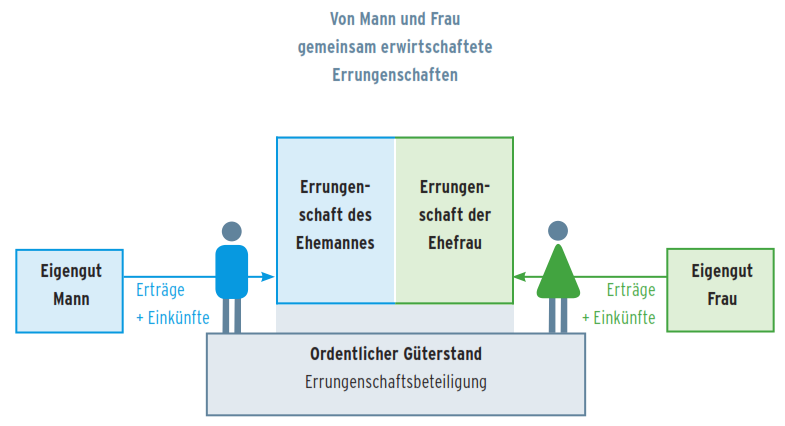 Von Mann und Frau
gemeinsam erwirtschaftete
Errungenschaften
Errungen-
schaft des
Ehemannes
Errungen-
schaft der
Ehefrau
Eigengut
Mann
Erträge
+ Einkünfte
Erträge
+ Einkünfte
Eigengut
Frau
Ordentlicher Güterstand
Errungenschaftsbeteiligung